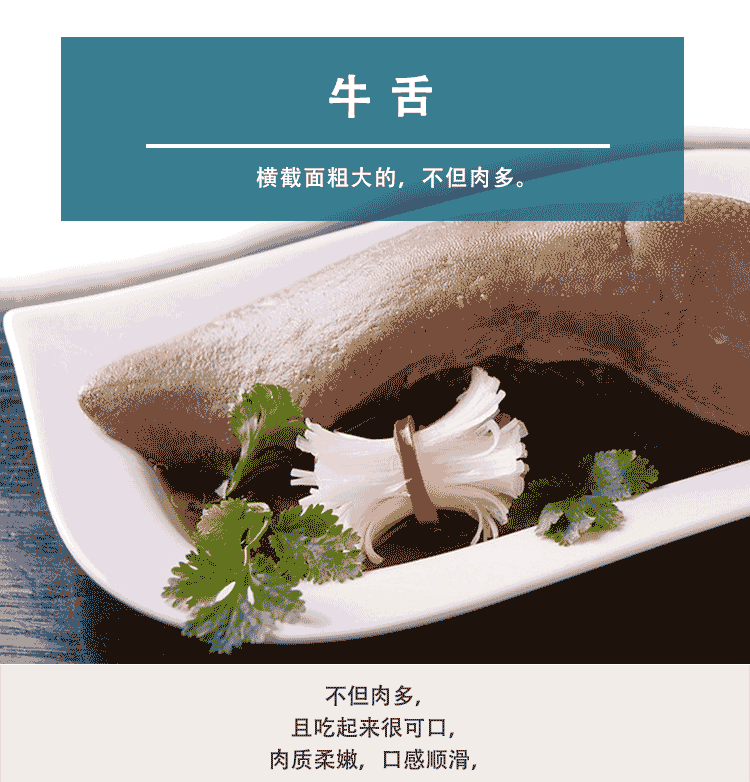 牛舌
横截面粗大的，不但肉多。
不但肉多，
且吃起来很可口，
肉质柔嫩，口感顺滑，